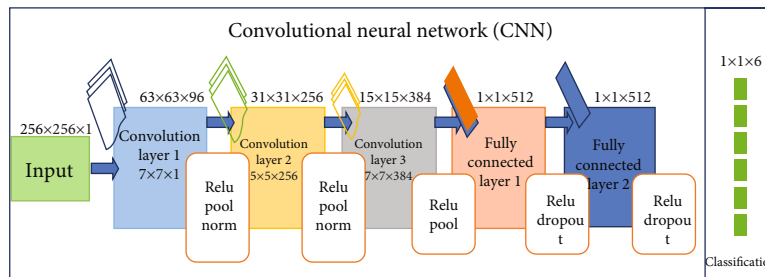 Convolutional neural network (CNN)
256×256×1
Input
63×63×96
Convolution
layer 1
7×7×1
Relu
pool
norm
31×31×256
Convolution
layer 2
5×5×256
Relu
pool
norm
15×15×384
Convolution
layer 3
7×7×384
Relu
pool
1×1×512
Fully
connected
layer 1
Relu
dropou
t
1×1×512
Fully
connected
layer 2
Relu
dropou
t
1×1×6
Classificatio